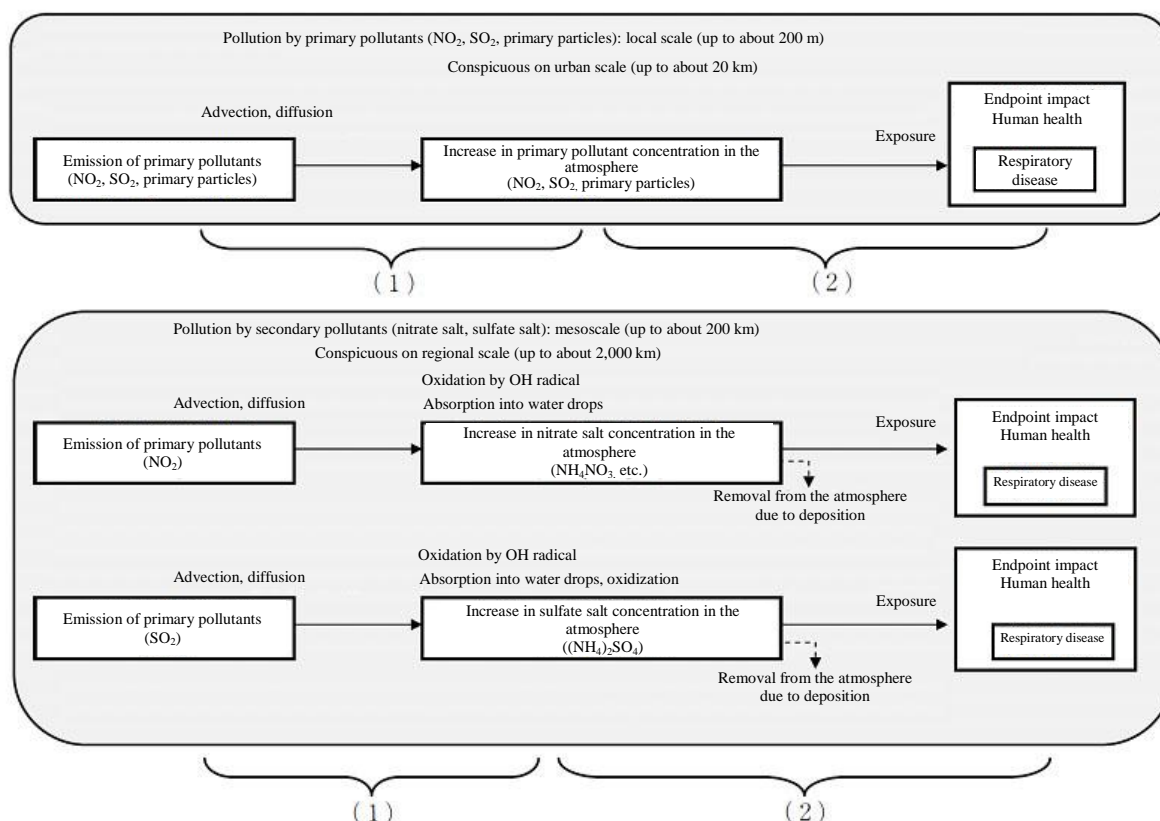 Pollution by primary pollutants (NO₂, SO₂, primary particles): local scale (up to about 200 m)
Conspicuous on urban scale (up to about 20 km)
Advection, diffusion
Emission of primary pollutants
(NO₂, SO₂, primary particles)
Increase in primary pollutant concentration in the
atmosphere
(NO₂, SO₂, primary particles)
Exposure
Endpoint impact
Human health
Respiratory
disease
(1)
(2)
Pollution by secondary pollutants (nitrate salt, sulfate salt): mesoscale (up to about 200 km)
Conspicuous on regional scale (up to about 2,000 km)
Oxidation by OH radical
Advection, diffusion
Absorption into water drops
Emission of primary pollutants
(NO₂)
Increase in nitrate salt concentration in the
atmosphere
(NH₄NO₃, etc.)
Exposure
Removal from the atmosphere
due to deposition
Endpoint impact
Human health
Respiratory disease
Oxidation by OH radical
Advection, diffusion
Absorption into water drops, oxidization
Emission of primary pollutants
(SO₂)
Increase in sulfate salt concentration in the
atmosphere
((NH₄)₂SO₄)
Exposure
Removal from the atmosphere
due to deposition
Endpoint impact
Human health
Respiratory disease
(1)
(2)